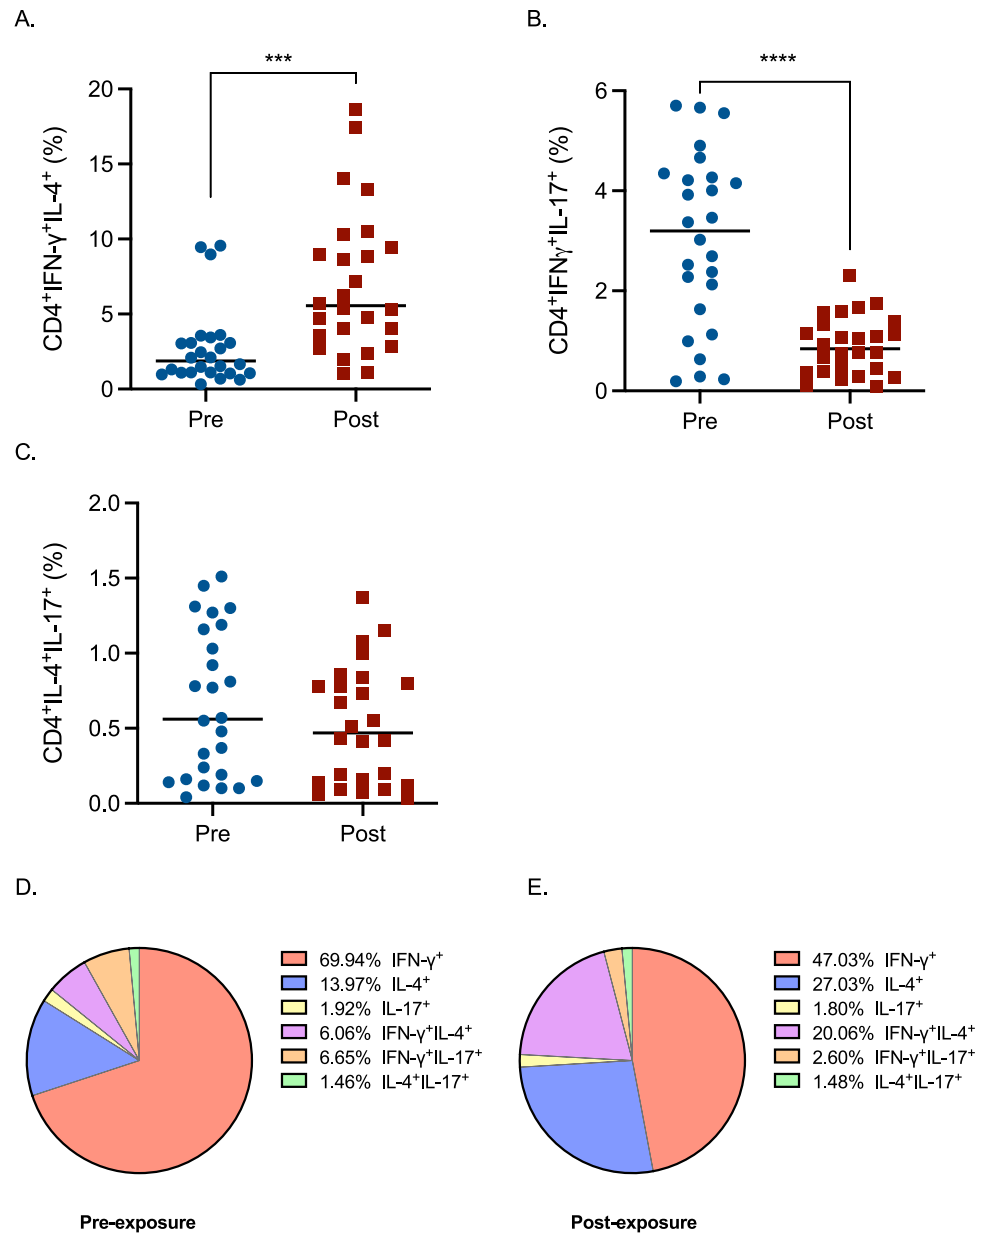 A.
***
CD4⁺IFN-γ⁺IL-4⁺ (%)
20
15
10
5
0
Pre
Post
B.
****
CD4⁺IFNγ⁺IL-17⁺ (%)
6
4
2
0
Pre
Post
C.
CD4⁺IL-4⁺IL-17⁺ (%)
2.0
1.5
1.0
0.5
0.0
Pre
Post
D.
69.94% IFN-γ⁺
13.97% IL-4⁺
1.92% IL-17⁺
6.06% IFN-γ⁺IL-4⁺
6.65% IFN-γ⁺IL-17⁺
1.46% IL-4⁺IL-17⁺
Pre-exposure
E.
47.03% IFN-γ⁺
27.03% IL-4⁺
1.80% IL-17⁺
20.06% IFN-γ⁺IL-4⁺
2.60% IFN-γ⁺IL-17⁺
1.48% IL-4⁺IL-17⁺
Post-exposure